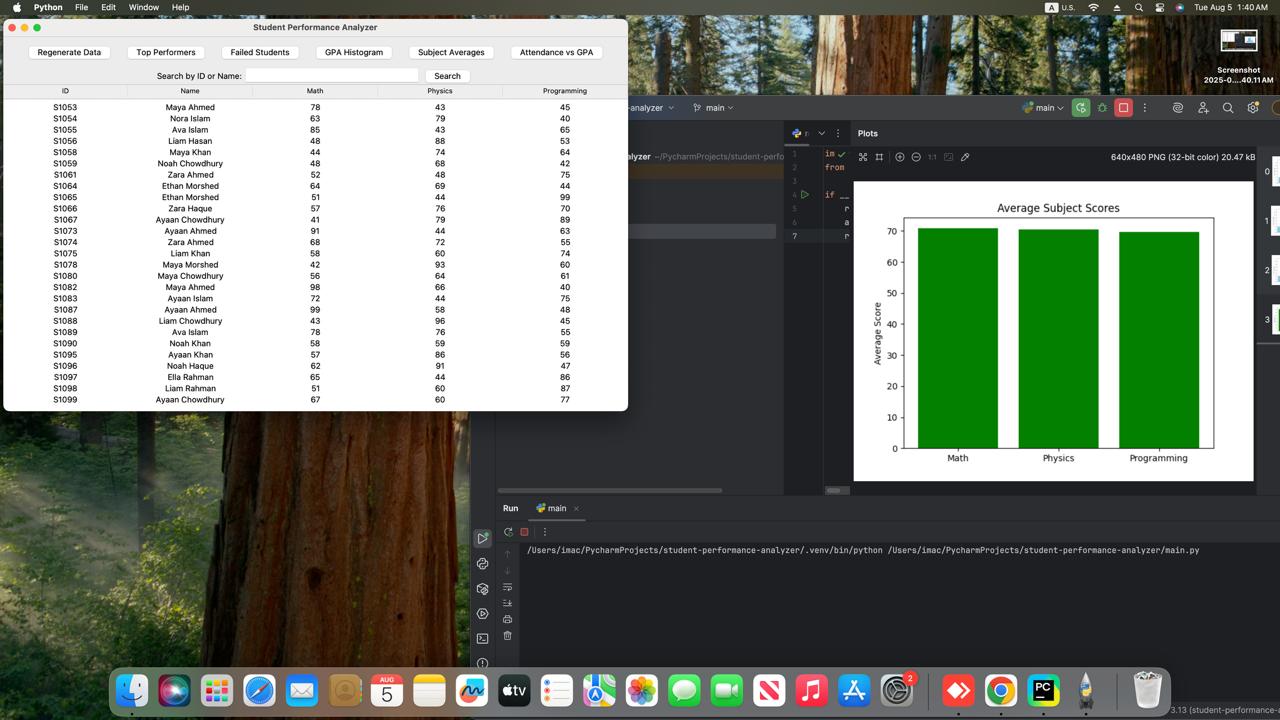 Python File Edit Window Help A U.S. Tue Aug 5 1:40 AM
Student Performance Analyzer
Regenerate Data Top Performers Failed Students GPA Histogram Subject Averages Attendance vs GPA
Search by ID or Name: Search
ID Name Math Physics Programming
S1053 Maya Ahmed 78 43 45
S1054 Nora Islam 63 79 40
S1055 Ava Islam 85 43 65
S1056 Liam Hasan 48 88 53
S1058 Maya Khan 44 74 64
S1059 Noah Chowdhury 48 68 42
S1061 Zara Ahmed 52 48 75
S1064 Ethan Morshed 64 69 44
S1065 Ethan Morshed 51 44 99
S1066 Zara Haque 57 76 70
S1067 Ayaan Chowdhury 41 79 89
S1073 Ayaan Ahmed 91 44 63
S1074 Zara Ahmed 68 72 55
S1075 Liam Khan 58 60 74
S1078 Maya Morshed 42 93 60
S1080 Maya Chowdhury 56 64 61
S1082 Maya Ahmed 98 66 40
S1083 Ayaan Islam 72 44 75
S1087 Ayaan Ahmed 99 58 48
S1088 Liam Chowdhury 43 96 45
S1089 Ava Islam 78 76 55
S1090 Noah Khan 58 59 59
S1095 Ayaan Khan 57 86 56
S1096 Noah Haque 62 91 47
S1097 Ella Rahman 65 44 86
S1098 Liam Rahman 51 60 87
S1099 Ayaan Chowdhury 67 60 77
Screenshot
2025-0....40.11 AM
-analyzer main main
Plots
alyzer ~/PycharmProjects/student-perfo
1 im
2 from
3
4 if __
5 r
6 a
7 r
1:1 640x480 PNG (32-bit color) 20.47 kB
0
1
2
3
Average Subject Scores
Average Score
70
60
50
40
30
20
10
0
Math Physics Programming
Run main
/Users/imac/PycharmProjects/student-performance-analyzer/.venv/bin/python /Users/imac/PycharmProjects/student-performance-analyzer/main.py
AUG
5
tv
2
PC
3.13 (student-performance-a